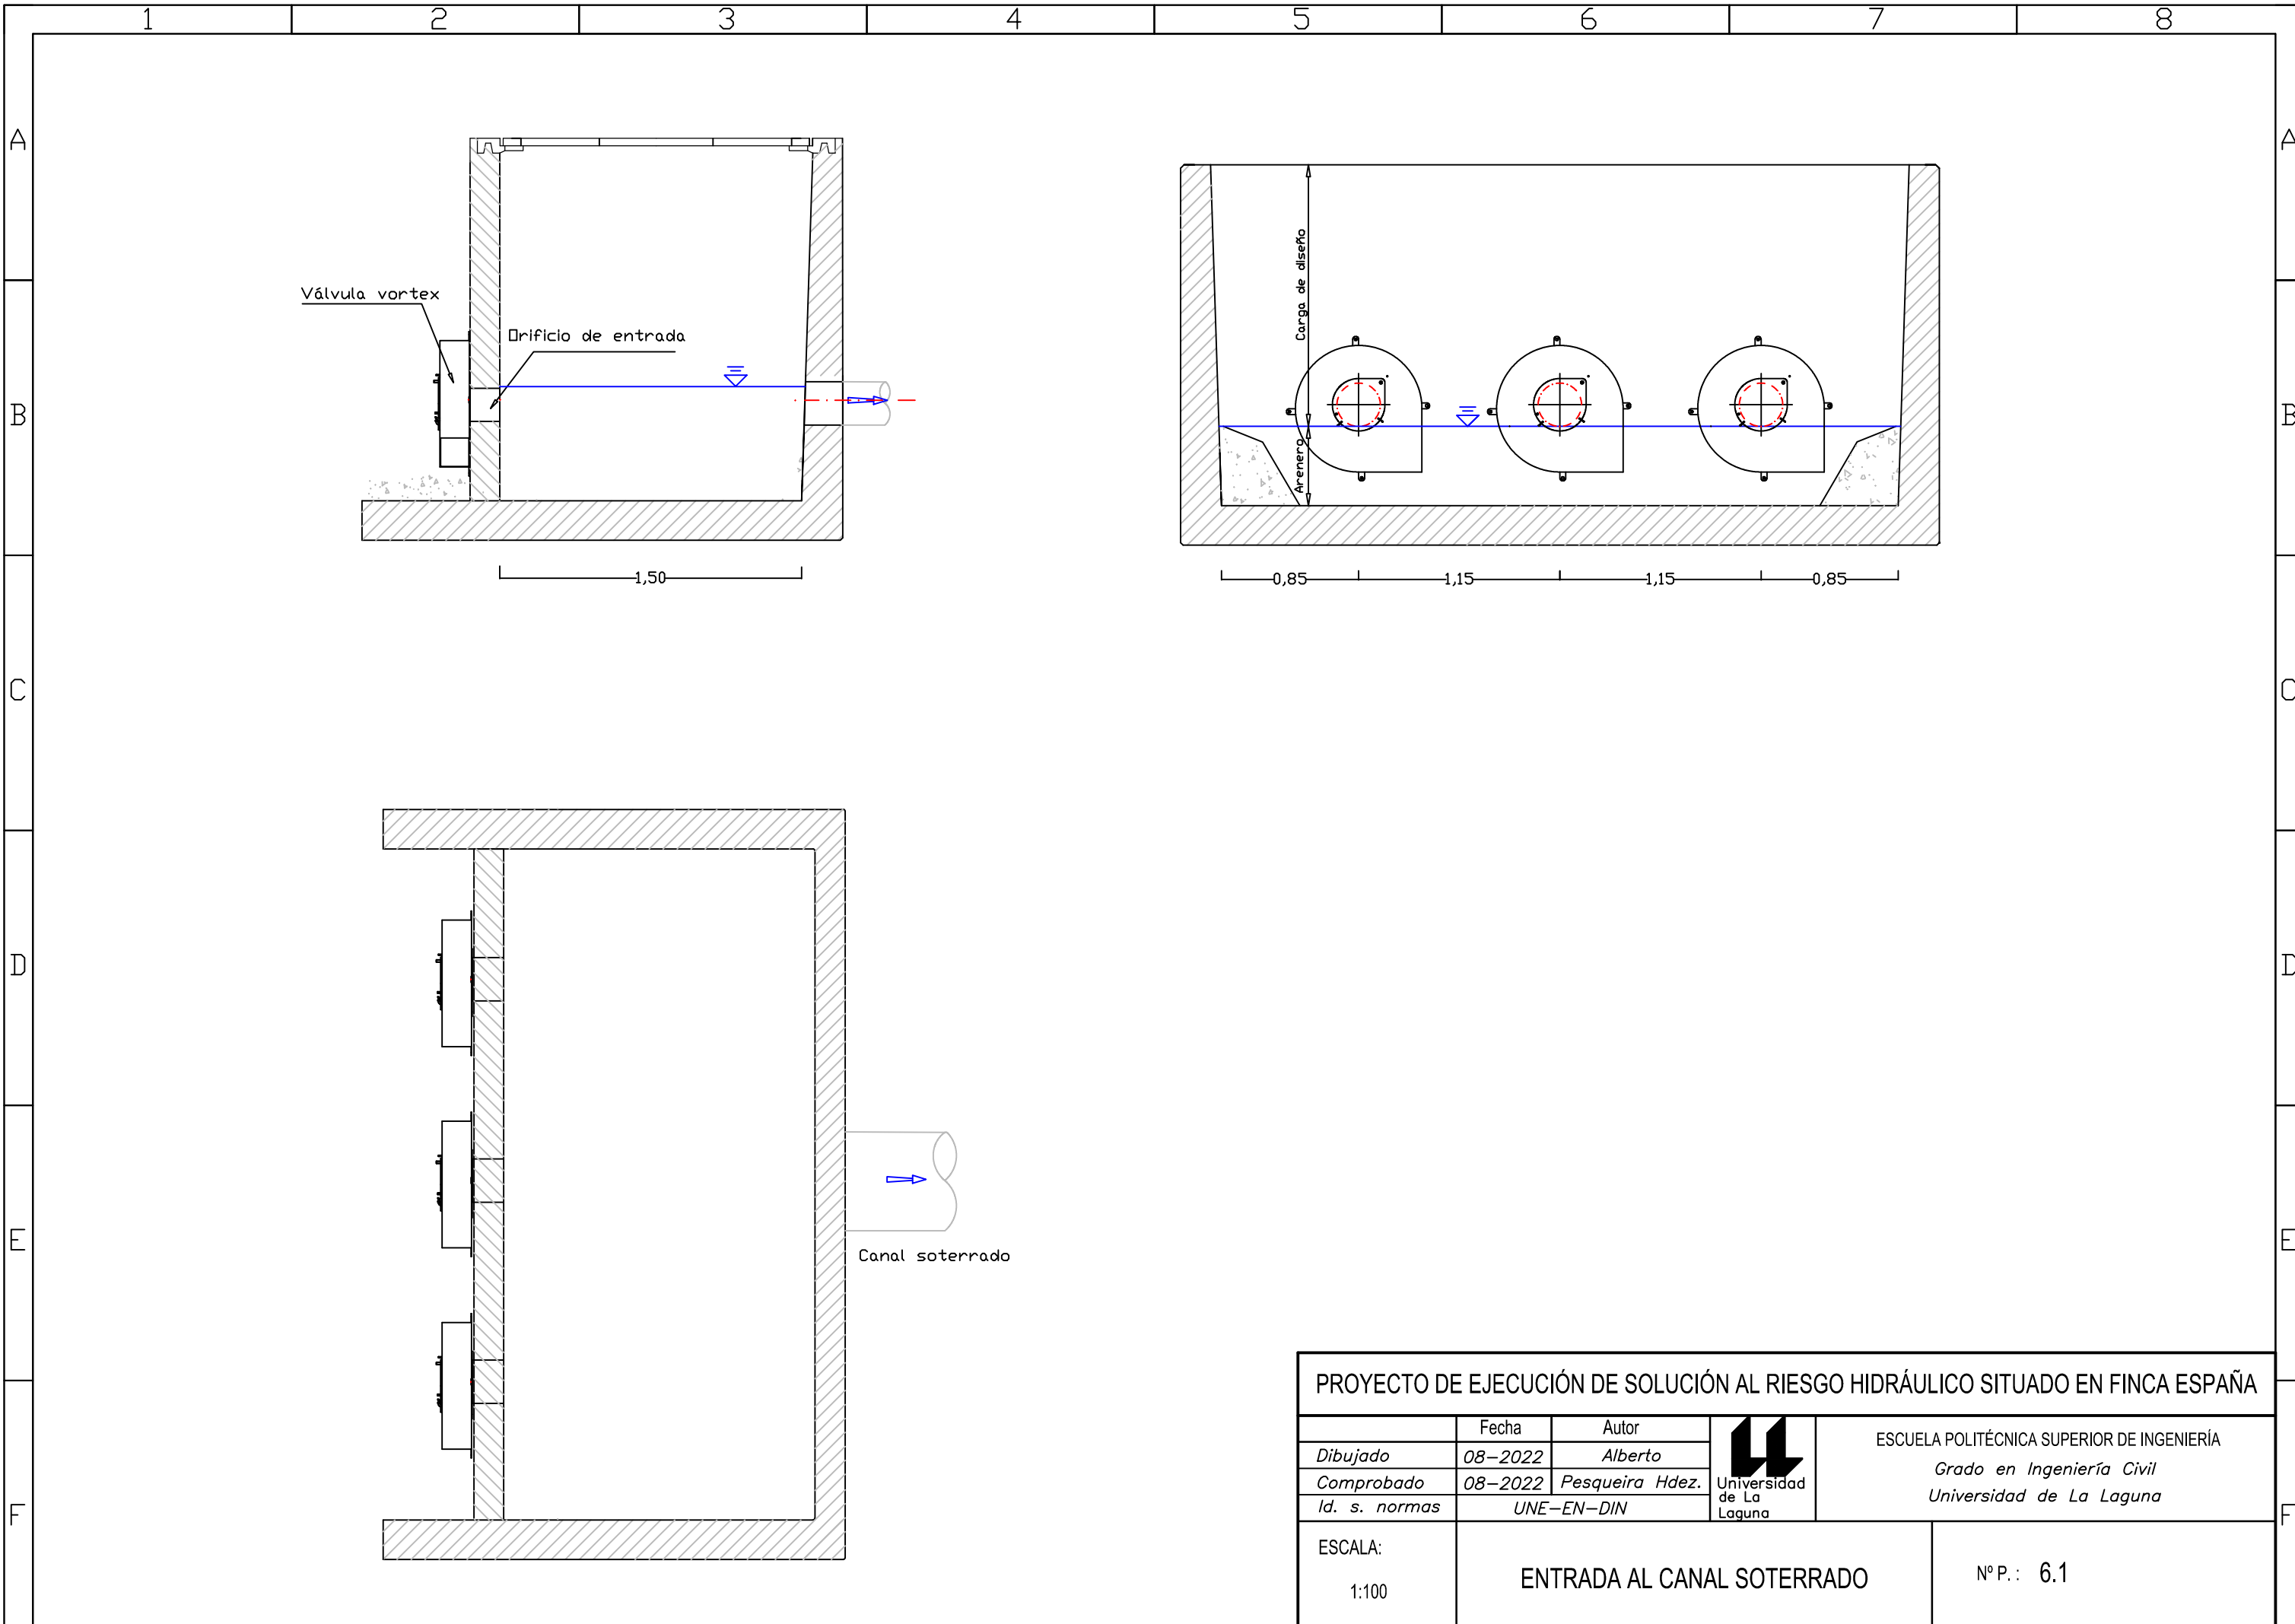 1 2 3 4 5 6 7 8
A A
B B
C C
D D
E E
F F
Válvula vortex
Orificio de entrada
1,50
Carga de diseño
Arenero
0,85 1,15 1,15 0,85
Canal soterrado
PROYECTO DE EJECUCIÓN DE SOLUCIÓN AL RIESGO HIDRÁULICO SITUADO EN FINCA ESPAÑA
Fecha Autor
Dibujado 08-2022 Alberto
Comprobado 08-2022 Pesqueira Hdez.
Id. s. normas UNE-EN-DIN
Universidad
de La
Laguna
ESCUELA POLITÉCNICA SUPERIOR DE INGENIERÍA
Grado en Ingeniería Civil
Universidad de La Laguna
ESCALA:
1:100
ENTRADA AL CANAL SOTERRADO
Nº P. : 6.1